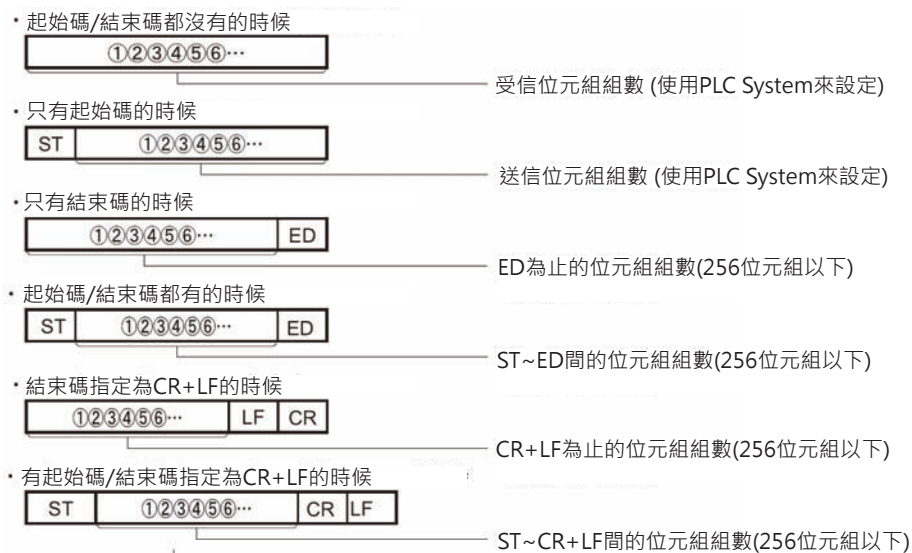 ・起始碼/結束碼都沒有的時候
①②③④⑤⑥…
受信位元組組數 (使用PLC System來設定)
・只有起始碼的時候
ST ①②③④⑤⑥…
送信位元組組數 (使用PLC System來設定)
・只有結束碼的時候
①②③④⑤⑥… ED
ED為止的位元組組數(256位元組以下)
・起始碼/結束碼都有的時候
ST ①②③④⑤⑥… ED
ST~ED間的位元組組數(256位元組以下)
・結束碼指定為CR+LF的時候
①②③④⑤⑥… LF CR
CR+LF為止的位元組組數(256位元組以下)
・有起始碼/結束碼指定為CR+LF的時候
ST ①②③④⑤⑥… CR LF
ST~CR+LF間的位元組組數(256位元組以下)